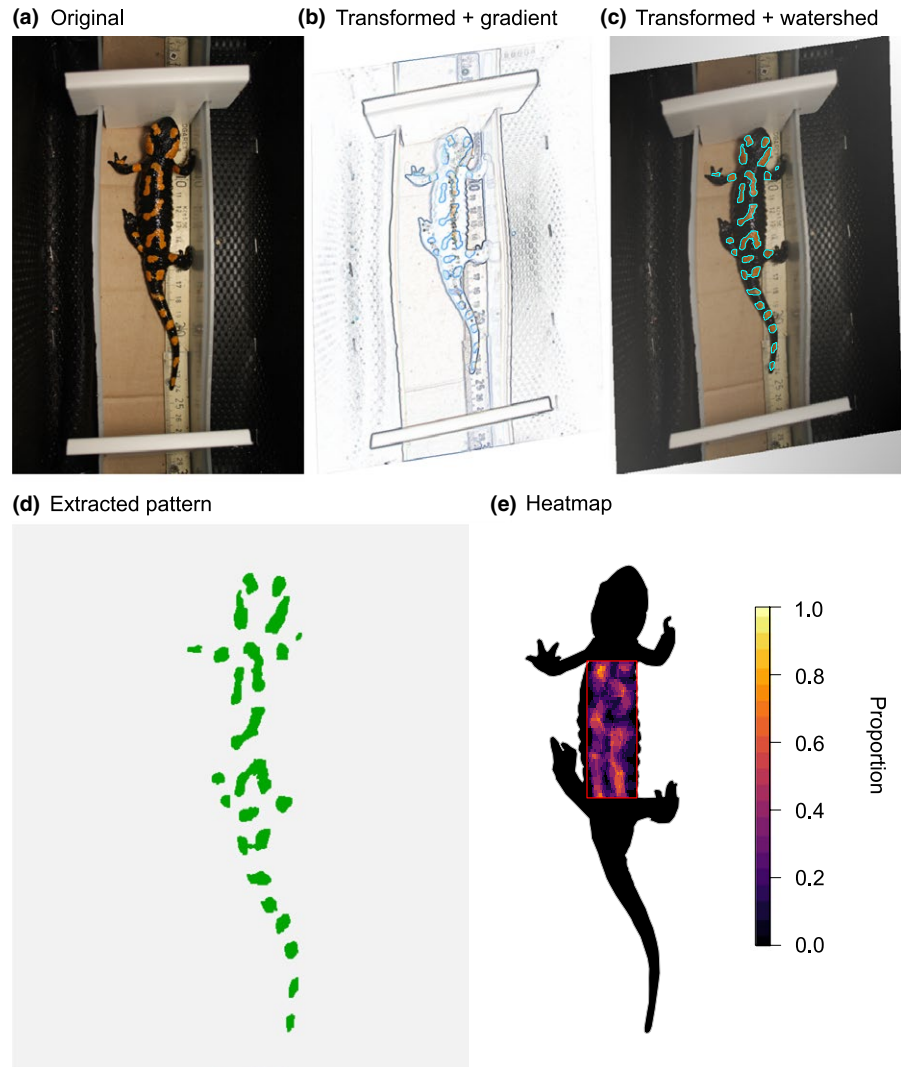 (a) Original
(b) Transformed + gradient
(c) Transformed + watershed
(d) Extracted pattern
(e) Heatmap
1.0
0.8
0.6
0.4
0.2
0.0
Proportion